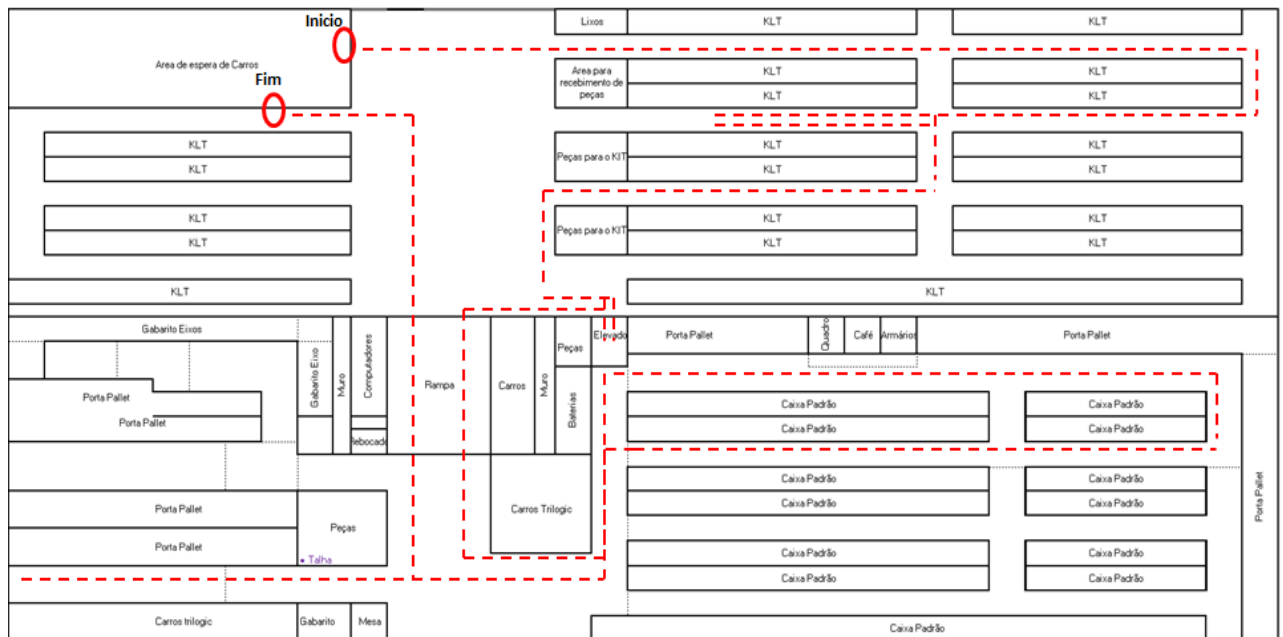 Inicio
Lixos
KLT
KLT
Area de espera de Carros
Fim
Area para
recebimento de
peças
KLT
KLT
KLT
KLT
KLT
KLT
Peças para o KIT
KLT
KLT
KLT
KLT
KLT
KLT
Peças para o KIT
KLT
KLT
KLT
KLT
KLT
KLT
Gabarito Eixos
Gabarito Eixo
Muro
Computadores
Rebocado
Rampa
Carros
Muro
Peças
Baterias
Elevado
Porta Pallet
Quadro
Café
Armários
Porta Pallet
Porta Pallet
Porta Pallet
Caixa Padrão
Caixa Padrão
Caixa Padrão
Caixa Padrão
Porta Pallet
Porta Pallet
Peças
Talha
Carros Trilogic
Caixa Padrão
Caixa Padrão
Caixa Padrão
Caixa Padrão
Porta Pallet
Caixa Padrão
Caixa Padrão
Caixa Padrão
Caixa Padrão
Carros trilogic
Gabarito
Mesa
Caixa Padrão